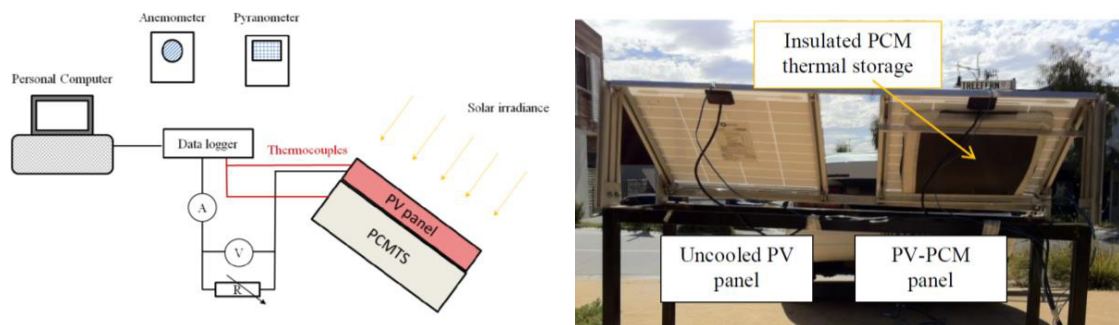 Anemometer
Pyranometer
Personal Computer
Solar irradiance
Data logger
Thermocouples
A
V
R
PV panel
PCMTS
Insulated PCM
thermal storage
TREEFERN
Uncooled PV
panel
PV-PCM
panel